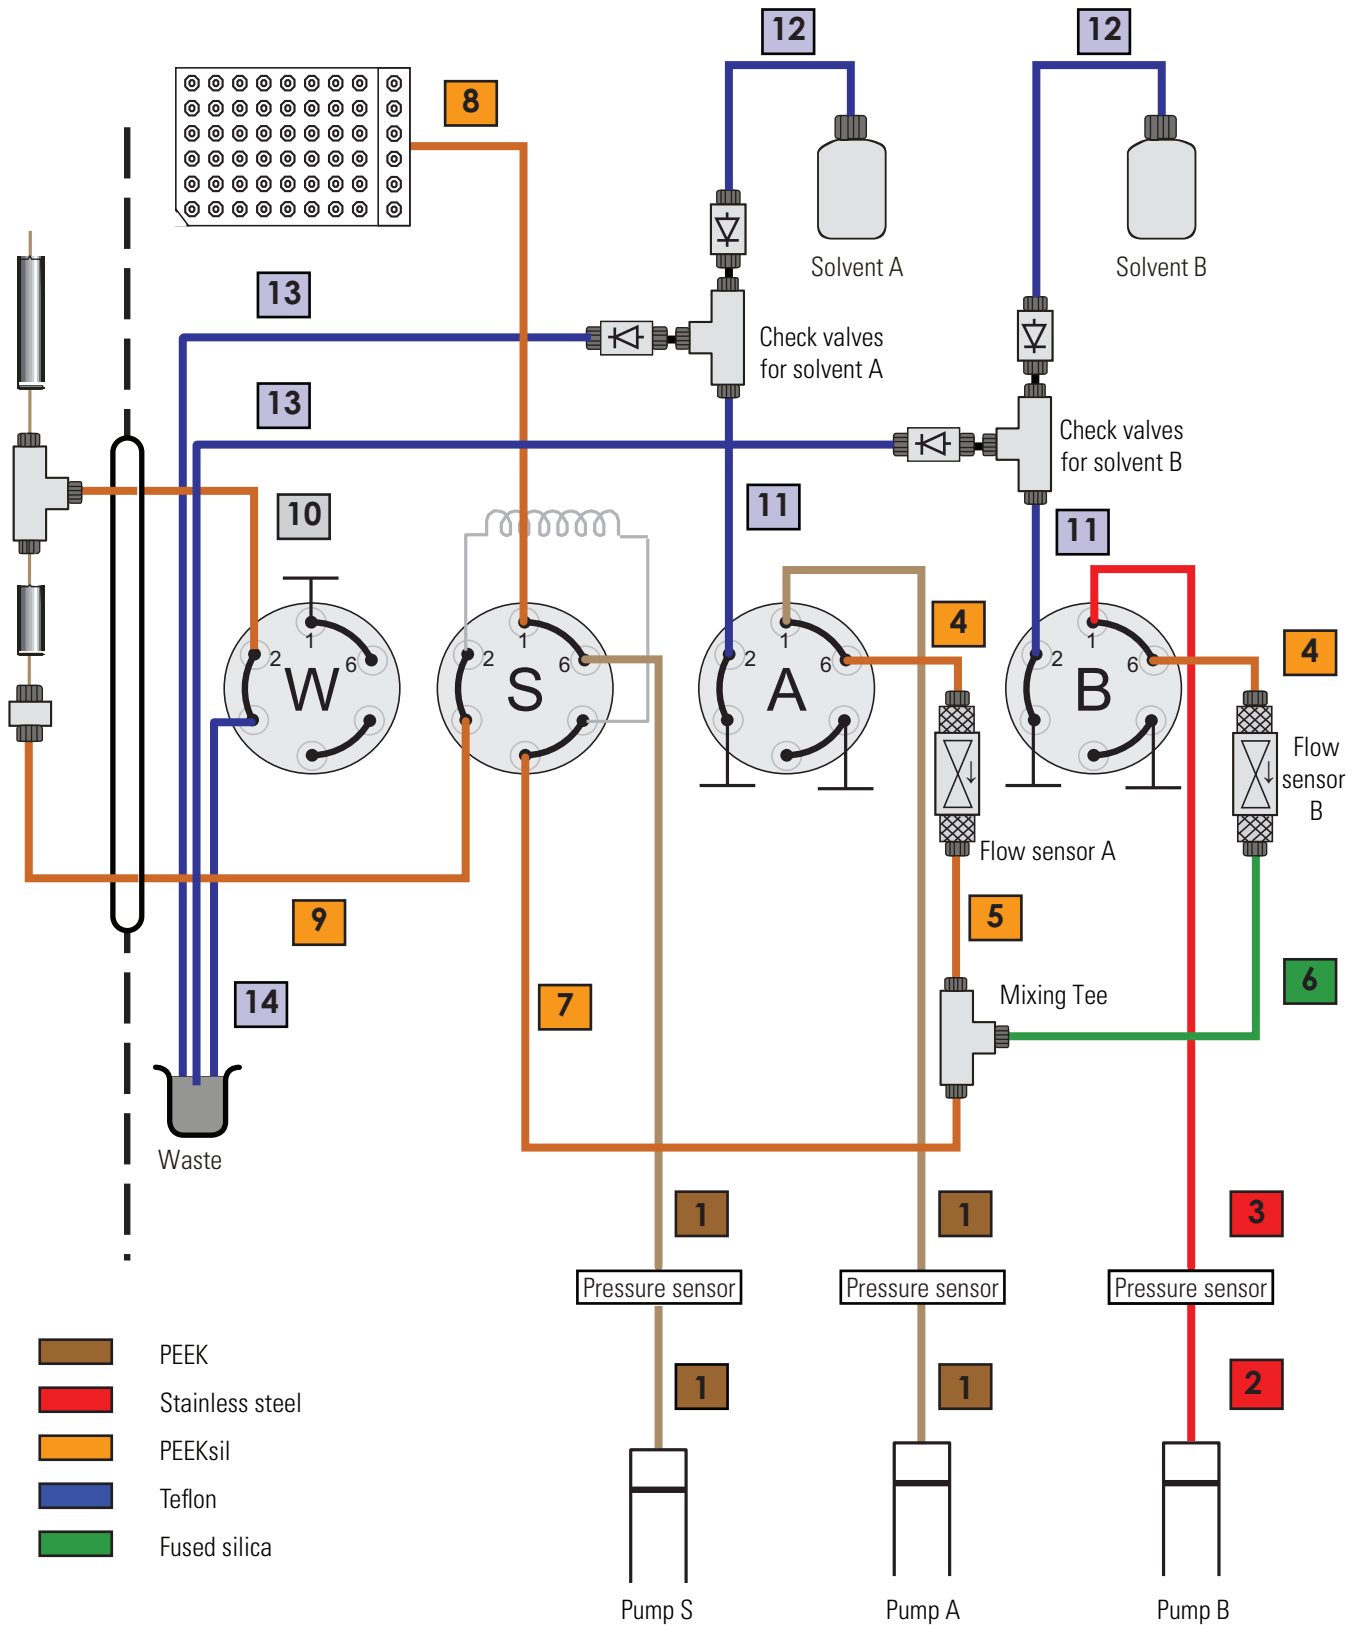 12
12
8
Solvent A
Solvent B
13
Check valves
for solvent A
13
Check valves
for solvent B
10
11
11
1
2
6
W
1
2
6
S
1
2
6
A
4
1
2
6
B
4
Flow
sensor
B
Flow sensor A
9
5
14
7
Mixing Tee
6
Waste
1
1
3
Pressure sensor
Pressure sensor
Pressure sensor
PEEK
1
1
2
Stainless steel
PEEKsil
Teflon
Fused silica
Pump S
Pump A
Pump B